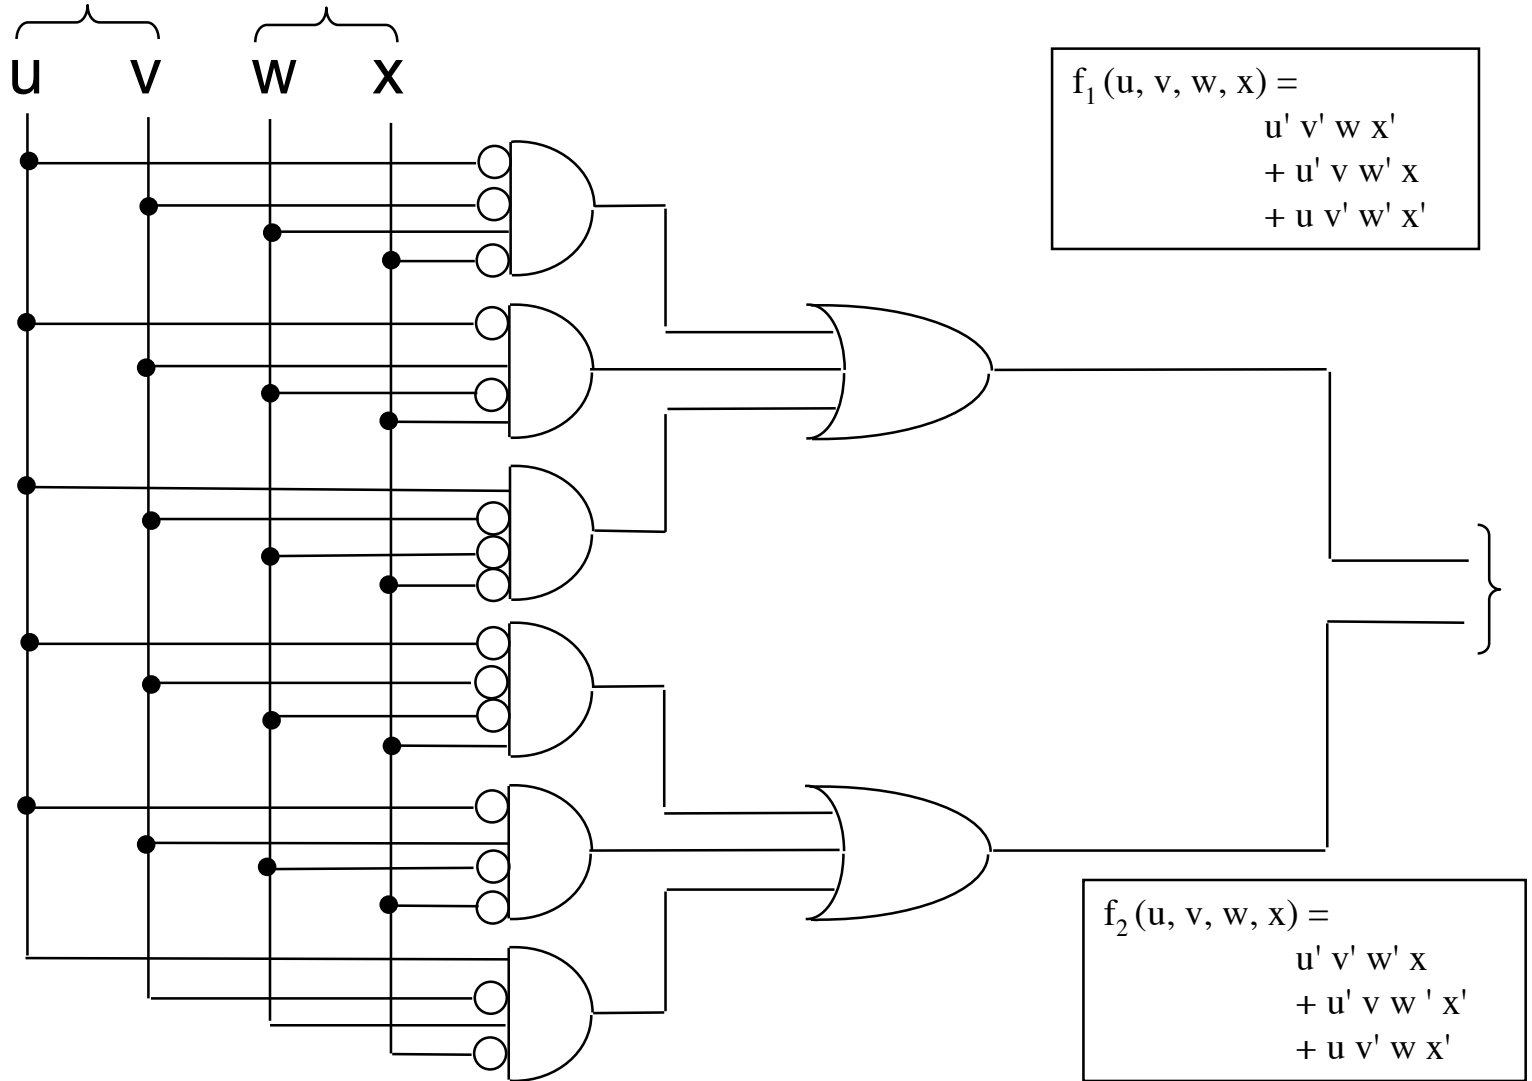 u v w x
f1 (u, v, w, x) =
u' v' w x'
+ u' v w' x
+ u v' w' x'
f2 (u, v, w, x) =
u' v' w' x
+ u' v w ' x'
+ u v' w x'